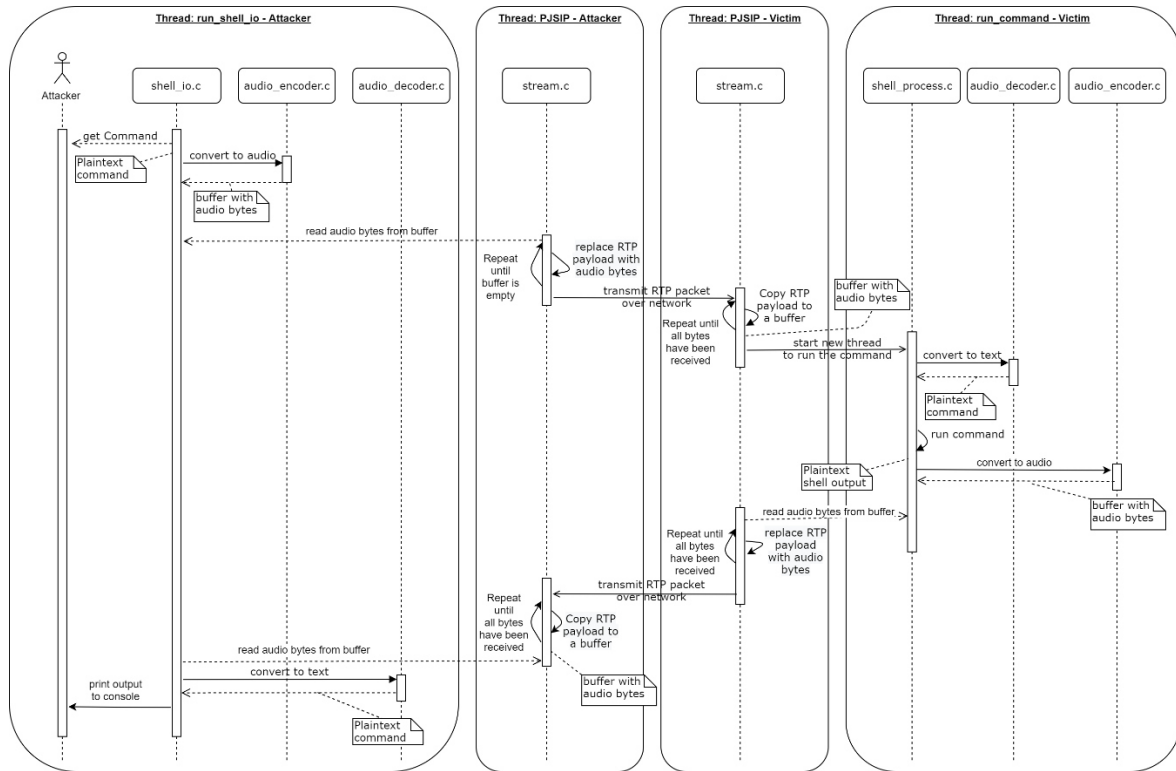 Thread: run_shell_io - Attacker
Thread: PJSIP - Attacker
Thread: PJSIP - Victim
Thread: run_command - Victim
Attacker
shell_io.c
audio_encoder.c
audio_decoder.c
stream.c
stream.c
shell_process.c
audio_decoder.c
audio_encoder.c
get Command
Plaintext
command
convert to audio
buffer with
audio bytes
read audio bytes from buffer
Repeat
until
buffer is
empty
replace RTP
payload with
audio bytes
transmit RTP packet
over network
Copy RTP
payload to
a buffer
Repeat until
all bytes
have been
received
buffer with
audio bytes
start new thread
to run the command
convert to text
Plaintext
command
run command
Plaintext
shell output
convert to audio
buffer with
audio bytes
read audio bytes from buffer
Repeat until
all bytes
have been
received
replace RTP
payload
with audio
bytes
transmit RTP packet
over network
Repeat
until
all bytes
have been
received
Copy RTP
payload to
a buffer
read audio bytes from buffer
buffer with
audio bytes
convert to text
print output
to console
Plaintext
command